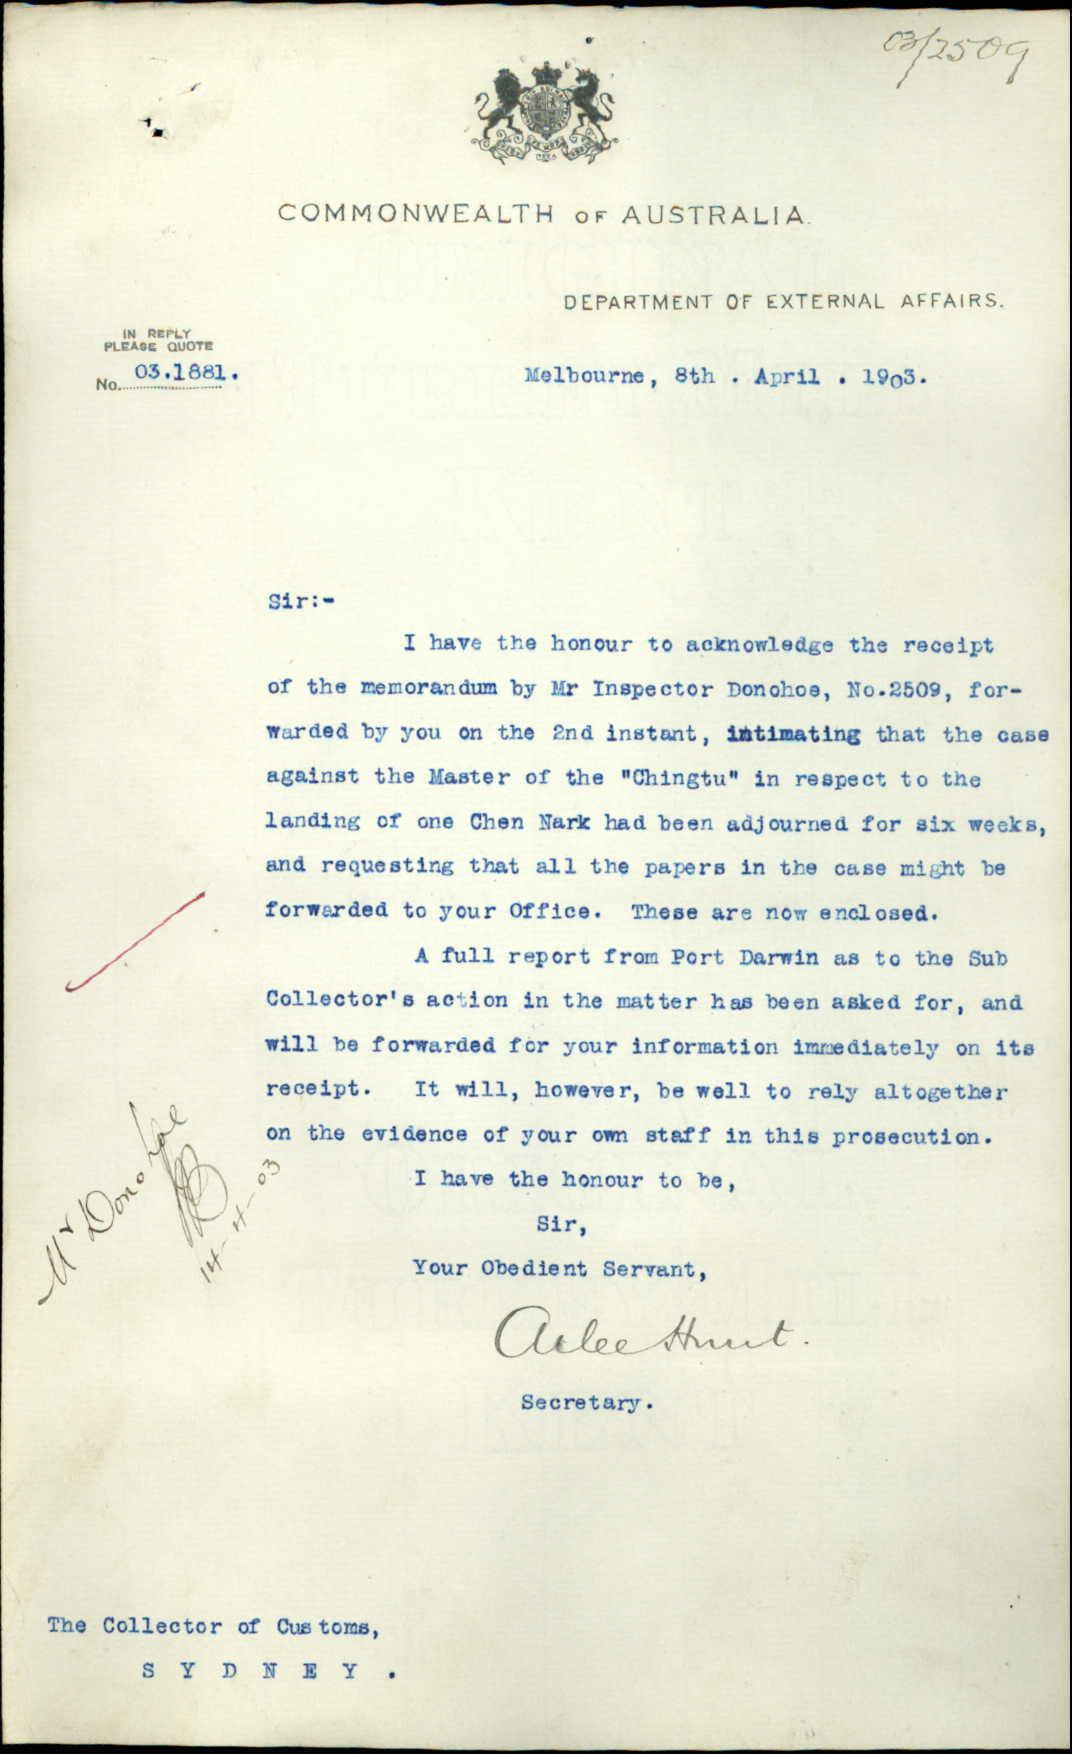 03/2509
COMMONWEALTH OF AUSTRALIA.
DEPARTMENT OF EXTERNAL AFFAIRS.
IN REPLY
PLEASE QUOTE
No. 03.1881.
Melbourne, 8th . April . 1903.
Sir:-
I have the honour to acknowledge the receipt
of the memorandum by Mr Inspector Donohoe, No.2509, for-
warded by you on the 2nd instant, intimating that the case
against the Master of the "Chingtu" in respect to the
landing of one Chen Nark had been adjourned for six weeks,
and requesting that all the papers in the case might be
forwarded to your Office. These are now enclosed.
A full report from Port Darwin as to the Sub
Collector's action in the matter has been asked for, and
will be forwarded for your information immediately on its
receipt. It will, however, be well to rely altogether
on the evidence of your own staff in this prosecution.
I have the honour to be,
Sir,
Your Obedient Servant,
Atlee Hunt.
Secretary.
Mr Donohoe
14-4-03
The Collector of Customs,
S Y D N E Y .